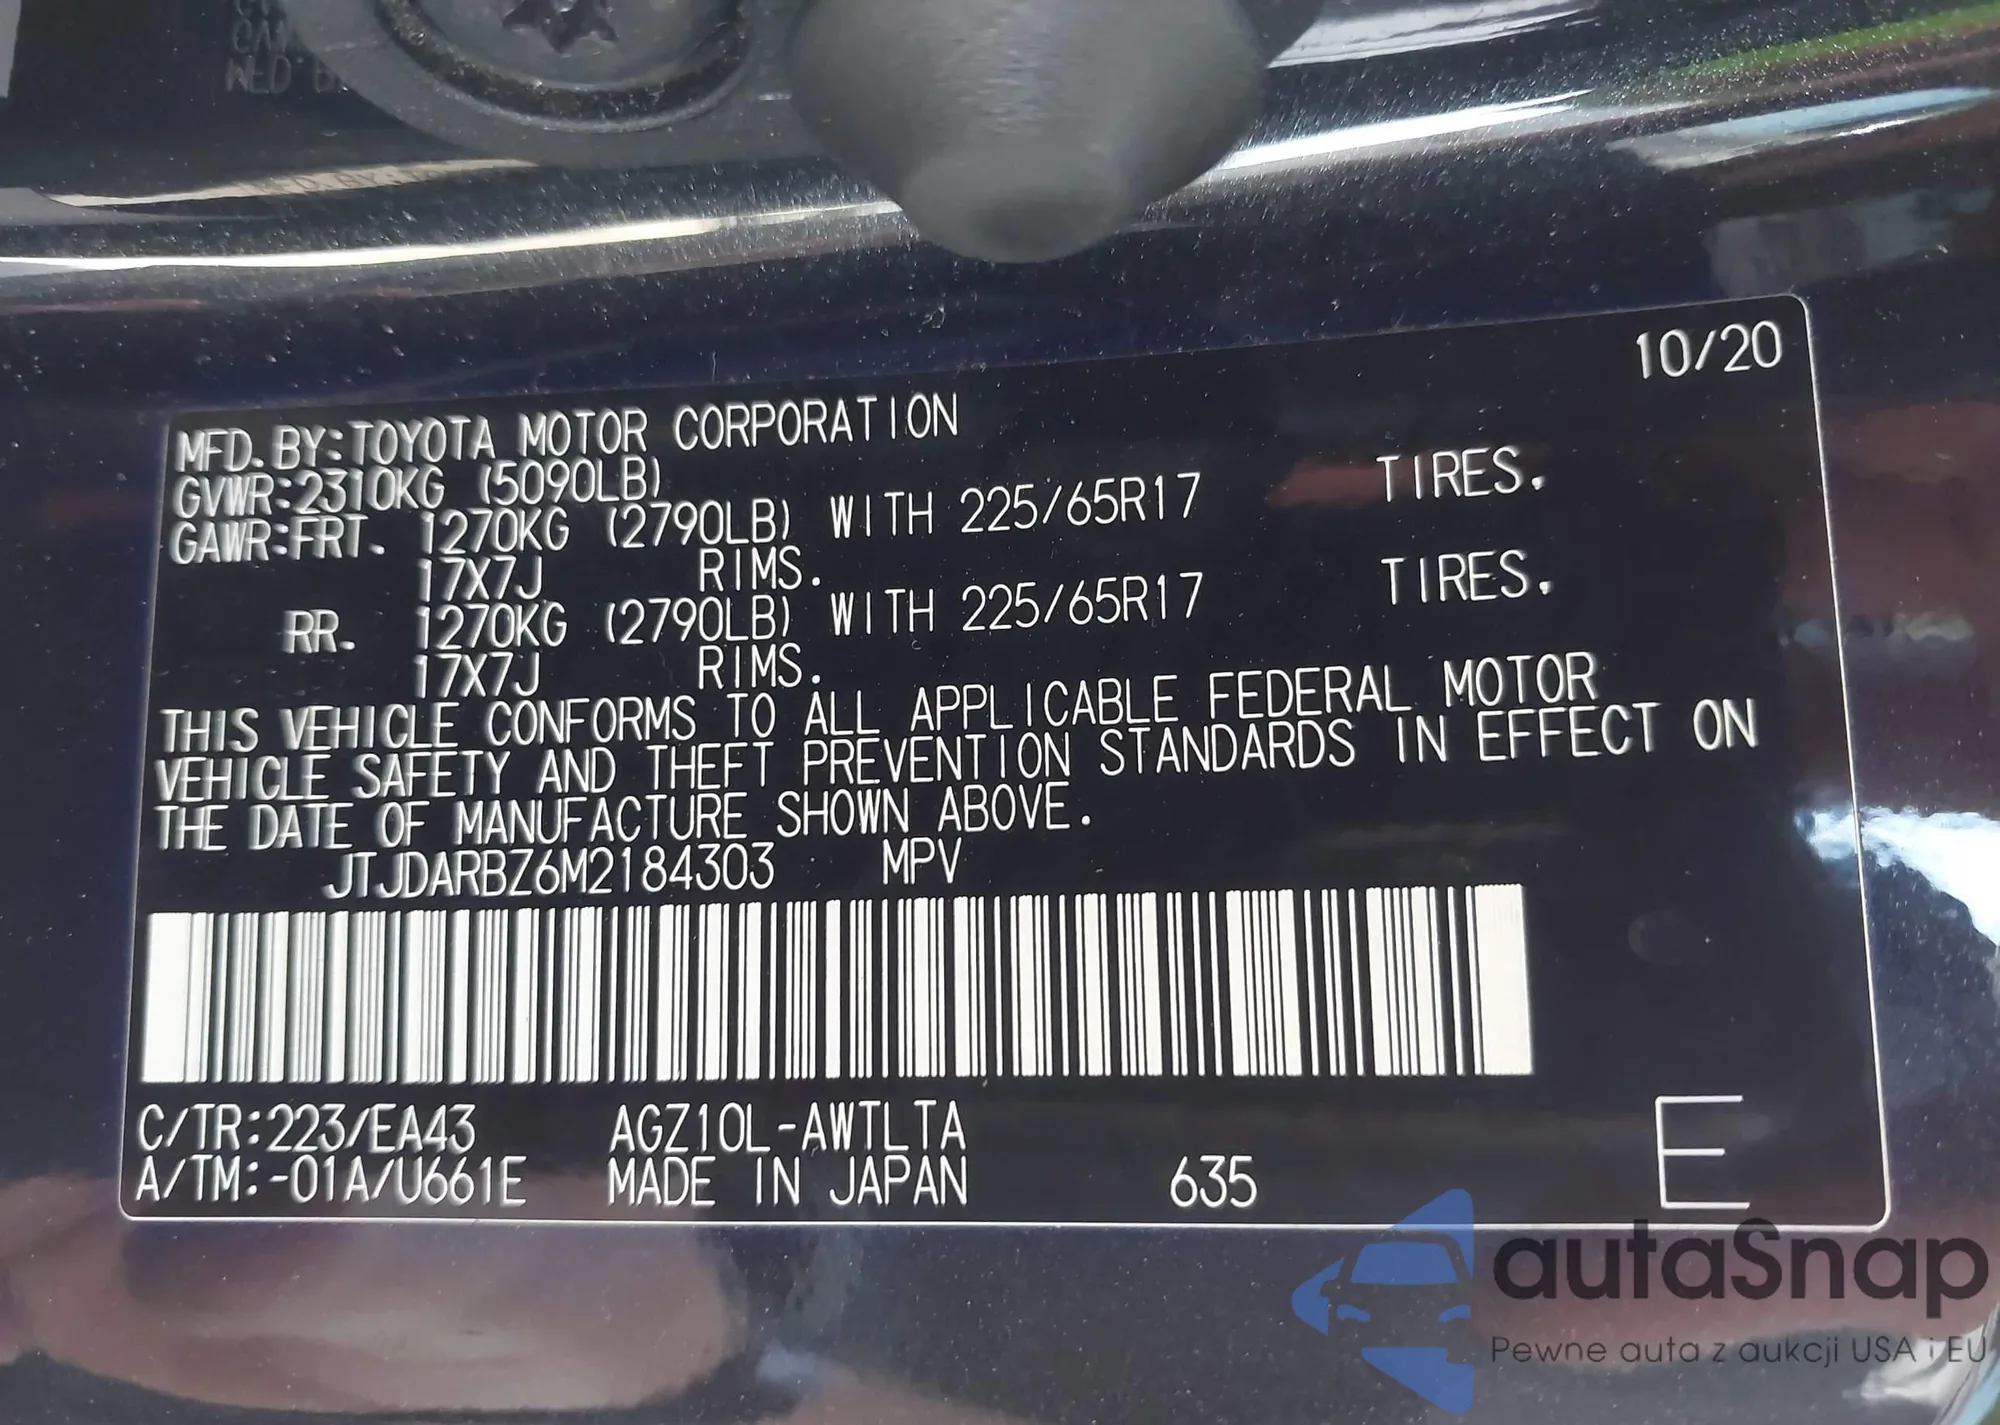 10/20
MFD.BY:TOYOTA MOTOR CORPORATION
GVWR:2310KG (5090LB)
GAWR:FRT. 1270KG (2790LB) WITH 225/65R17 TIRES.
17X7J RIMS.
RR. 1270KG (2790LB) WITH 225/65R17 TIRES.
17X7J RIMS.
THIS VEHICLE CONFORMS TO ALL APPLICABLE FEDERAL MOTOR
VEHICLE SAFETY AND THEFT PREVENTION STANDARDS IN EFFECT ON
THE DATE OF MANUFACTURE SHOWN ABOVE.
JTJDARBZ6M2184303 MPV
C/TR:223/EA43 AGZ10L-AWTLTA
A/TM:-01A/U661E MADE IN JAPAN 635 E
autaSnap
Pewne auta z aukcji USA i EU